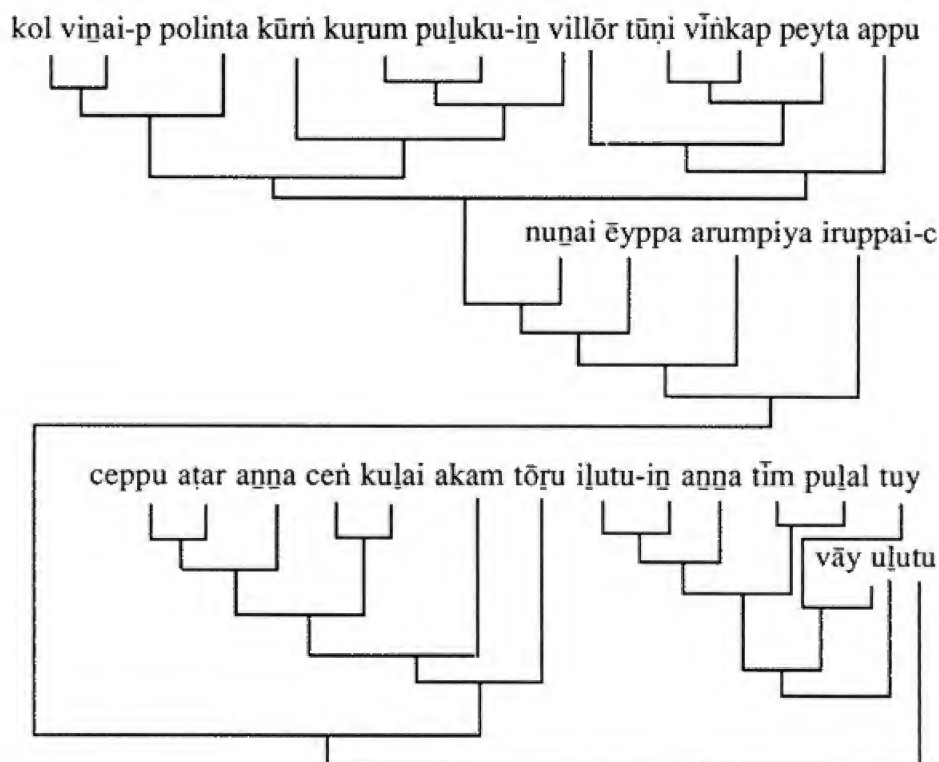 kol viṉai-p polinta kūrṁ kuṟum puḻuku-iṉ villōr tūṇi vīṅkap peyta appu
nuṉai ēyppa arumpiya iruppai-c
ceppu aṭar aṉṉa ceṅ kuḻai akam tōṟu iḻutu-iṉ aṉṉa tīm puḻal tuy
vāy uḻutu